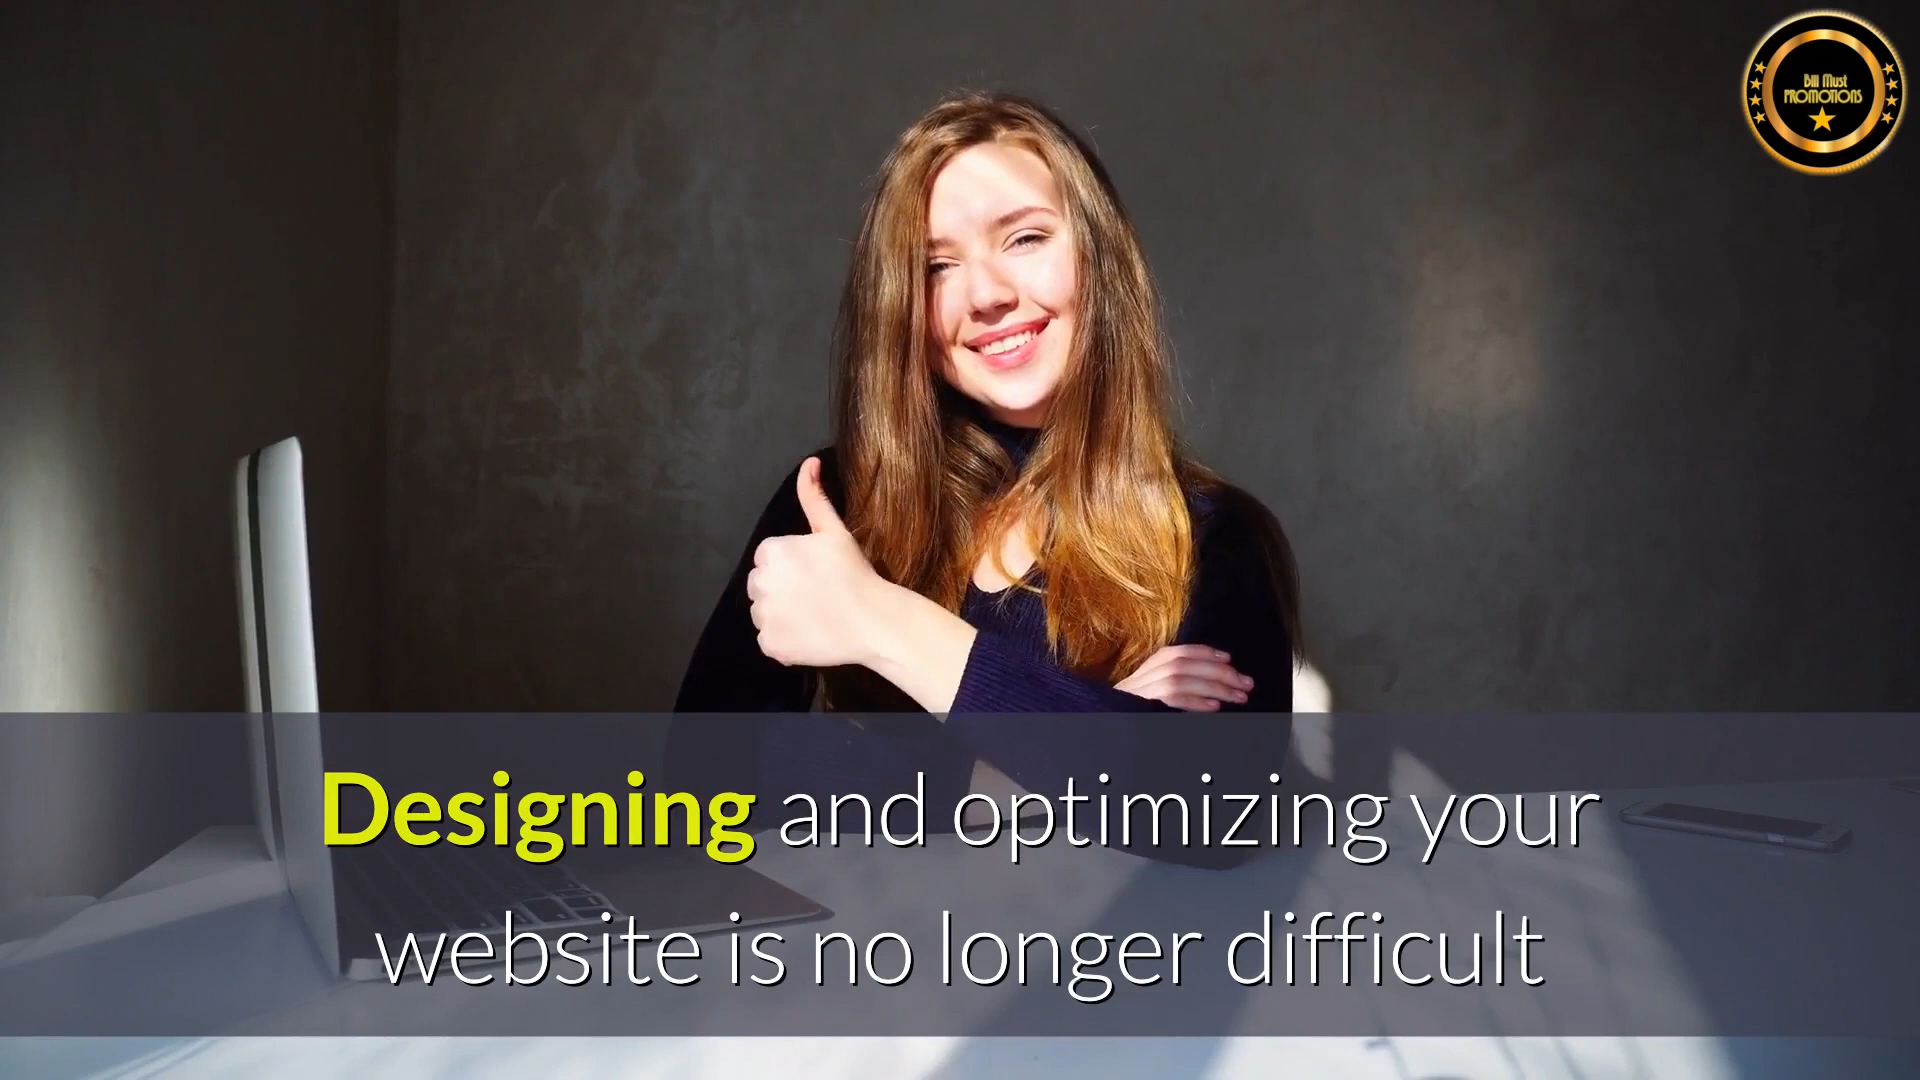 Bill Must
PROMOTIONS
Designing and optimizing your
website is no longer difficult